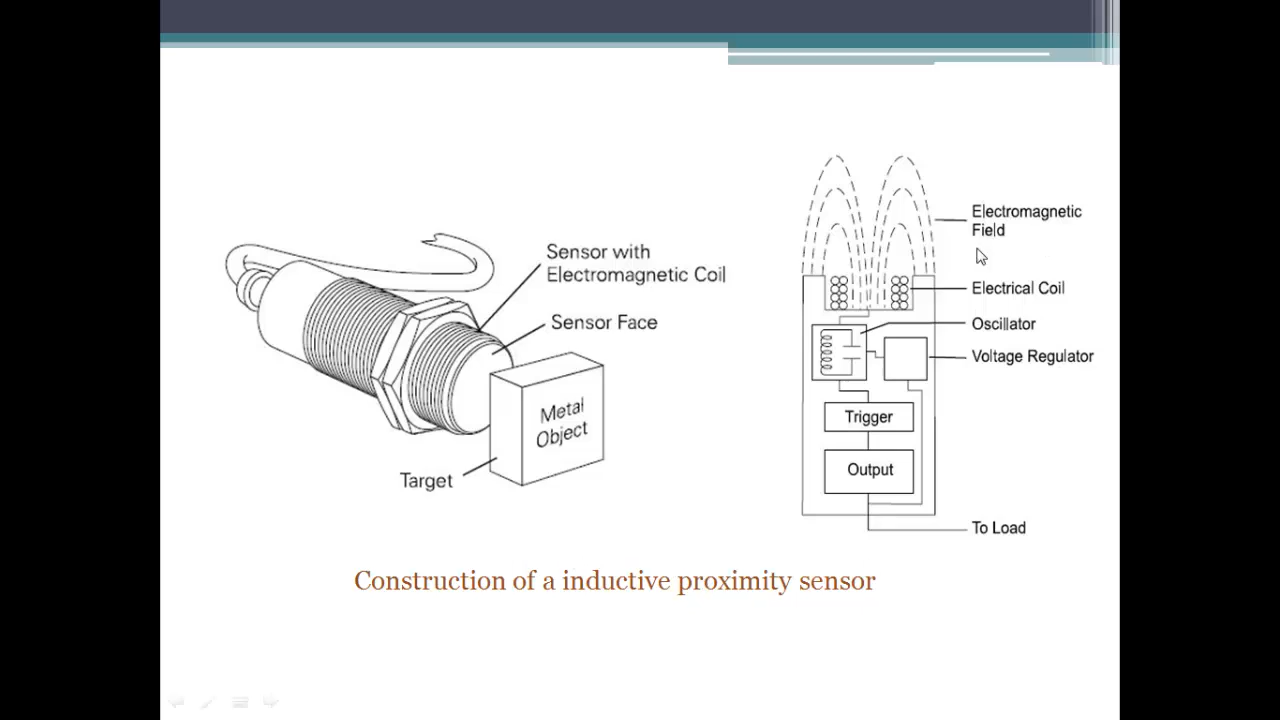 Sensor with
Electromagnetic Coil
Sensor Face
Metal
Object
Target
Electromagnetic
Field
Electrical Coil
Oscillator
Voltage Regulator
Trigger
Output
To Load
Construction of a inductive proximity sensor